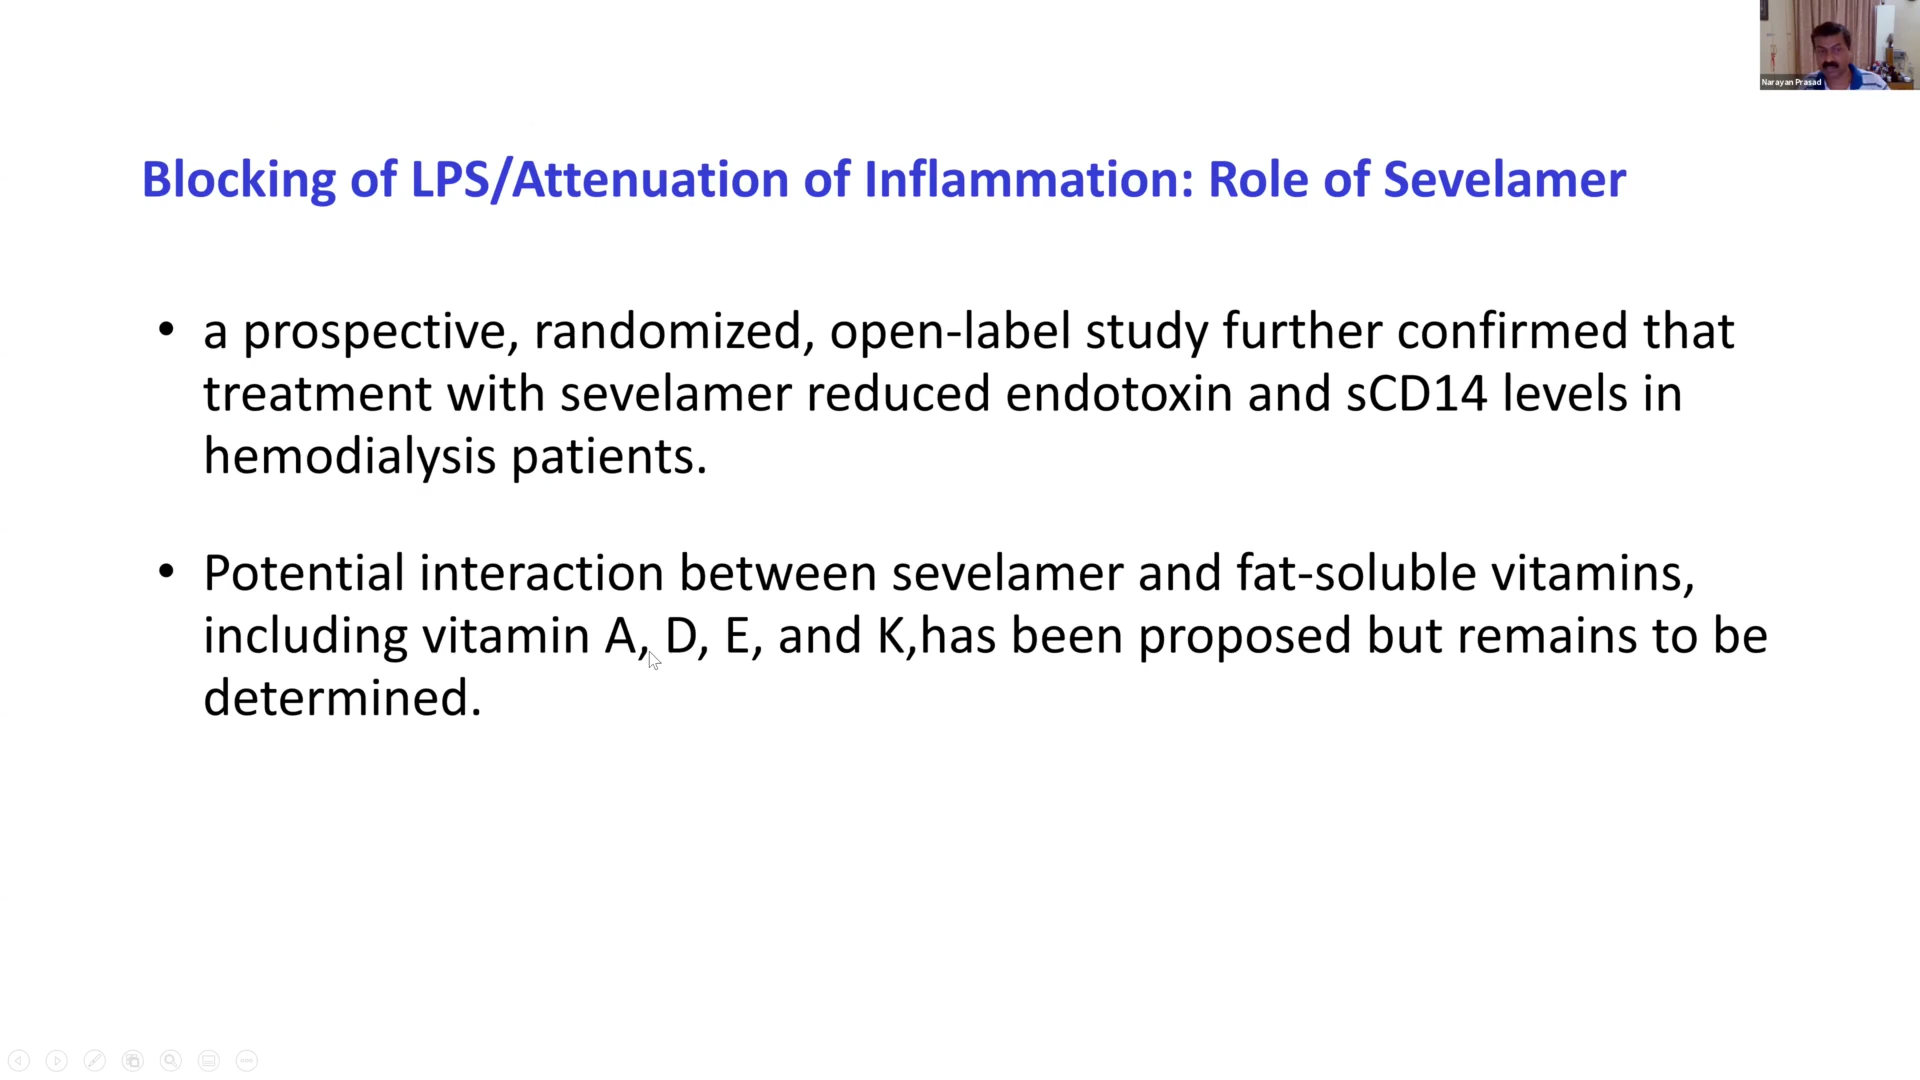 Narayan Prasad
Blocking of LPS/Attenuation of Inflammation: Role of Sevelamer
• a prospective, randomized, open-label study further confirmed that
treatment with sevelamer reduced endotoxin and sCD14 levels in
hemodialysis patients.
• Potential interaction between sevelamer and fat-soluble vitamins,
including vitamin A, D, E, and K,has been proposed but remains to be
determined.